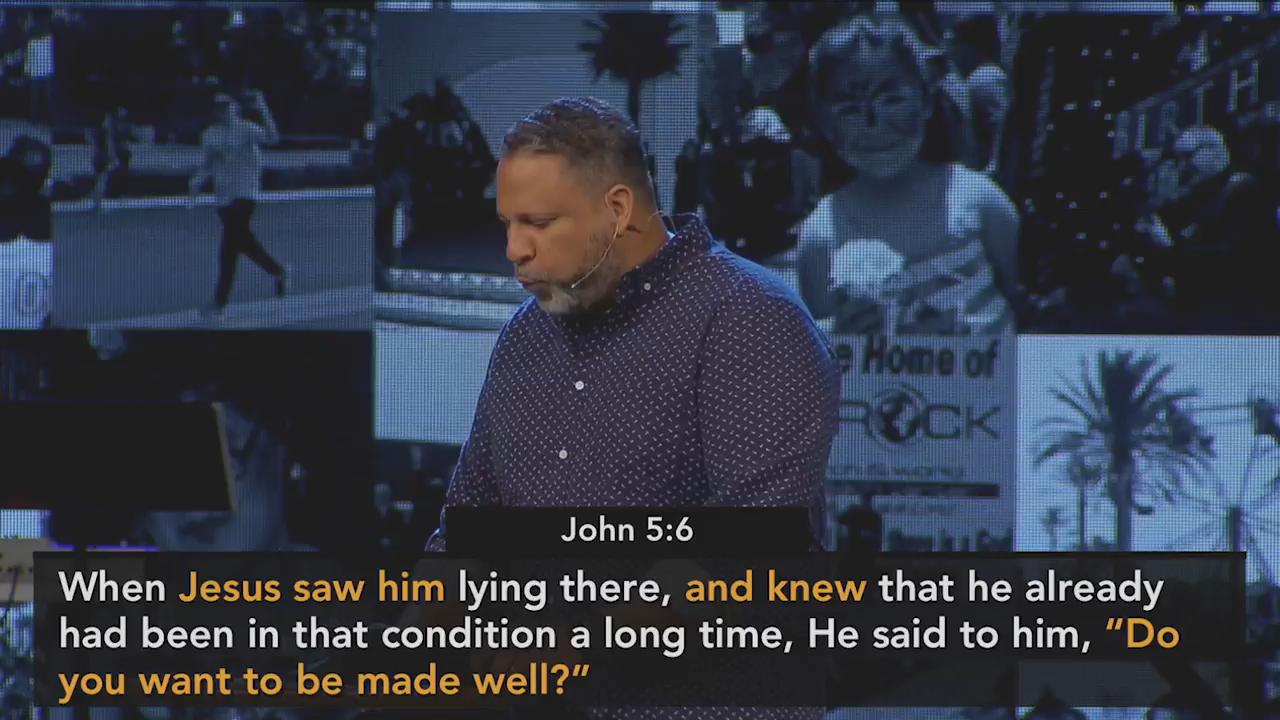 e Home of
ROCK
John 5:6
When Jesus saw him lying there, and knew that he already
had been in that condition a long time, He said to him, “Do
you want to be made well?”